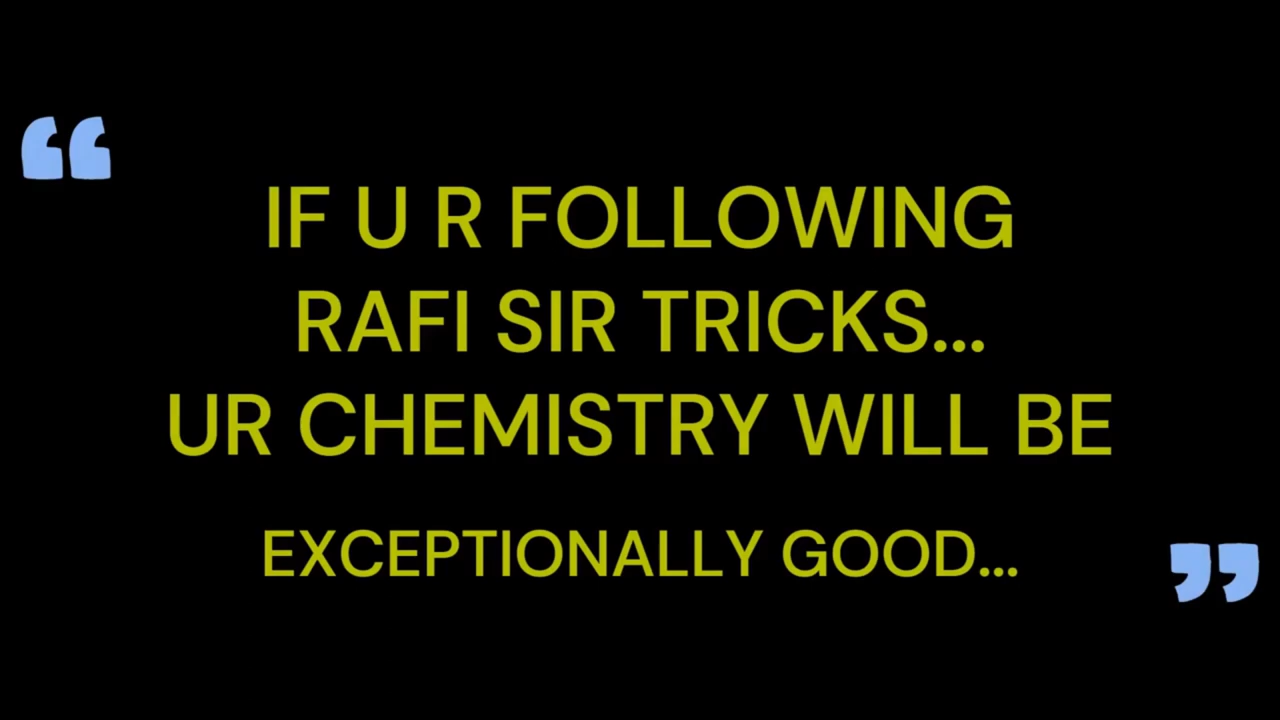 “
IF U R FOLLOWING
RAFI SIR TRICKS...
UR CHEMISTRY WILL BE
EXCEPTIONALLY GOOD...
”